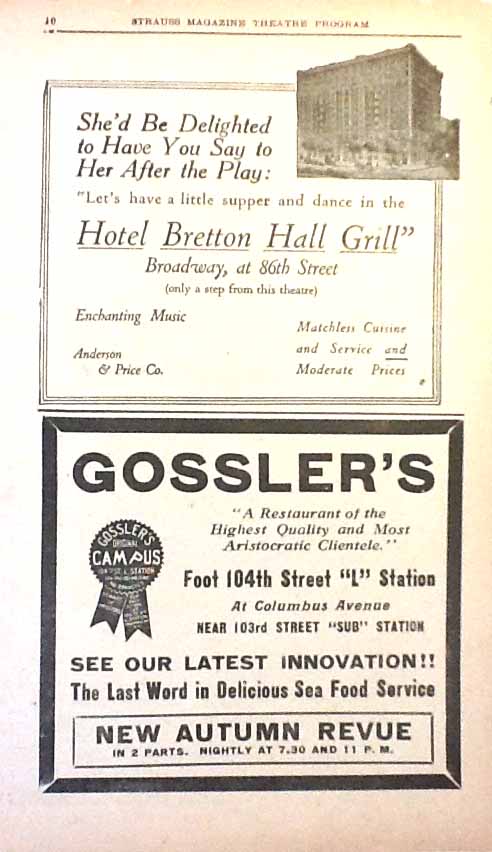 10 STRAUSS MAGAZINE THEATRE PROGRAM
She'd Be Delighted
to Have You Say to
Her After the Play:
"Let's have a little supper and dance in the
Hotel Bretton Hall Grill"
Broadway, at 86th Street
(only a step from this theatre)
Enchanting Music
Anderson
& Price Co.
Matchless Cuisine
and Service and
Moderate Prices
GOSSLER'S
"A Restaurant of the
Highest Quality and Most
Aristocratic Clientele."
GOSSLER'S
ORIGINAL
CAMPUS
Foot 104th Street "L" Station
At Columbus Avenue
NEAR 103rd STREET "SUB" STATION
SEE OUR LATEST INNOVATION!!
The Last Word in Delicious Sea Food Service
NEW AUTUMN REVUE
IN 2 PARTS. NIGHTLY AT 7.30 AND 11 P. M.